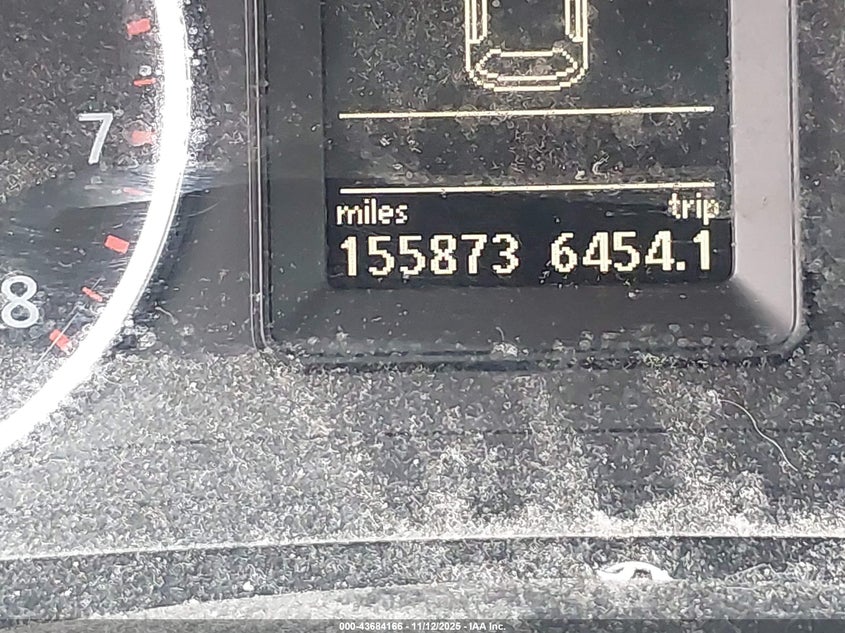 7
8
miles trip
155873 6454.1
000-43684166 - 11/12/2025 - IAA Inc.